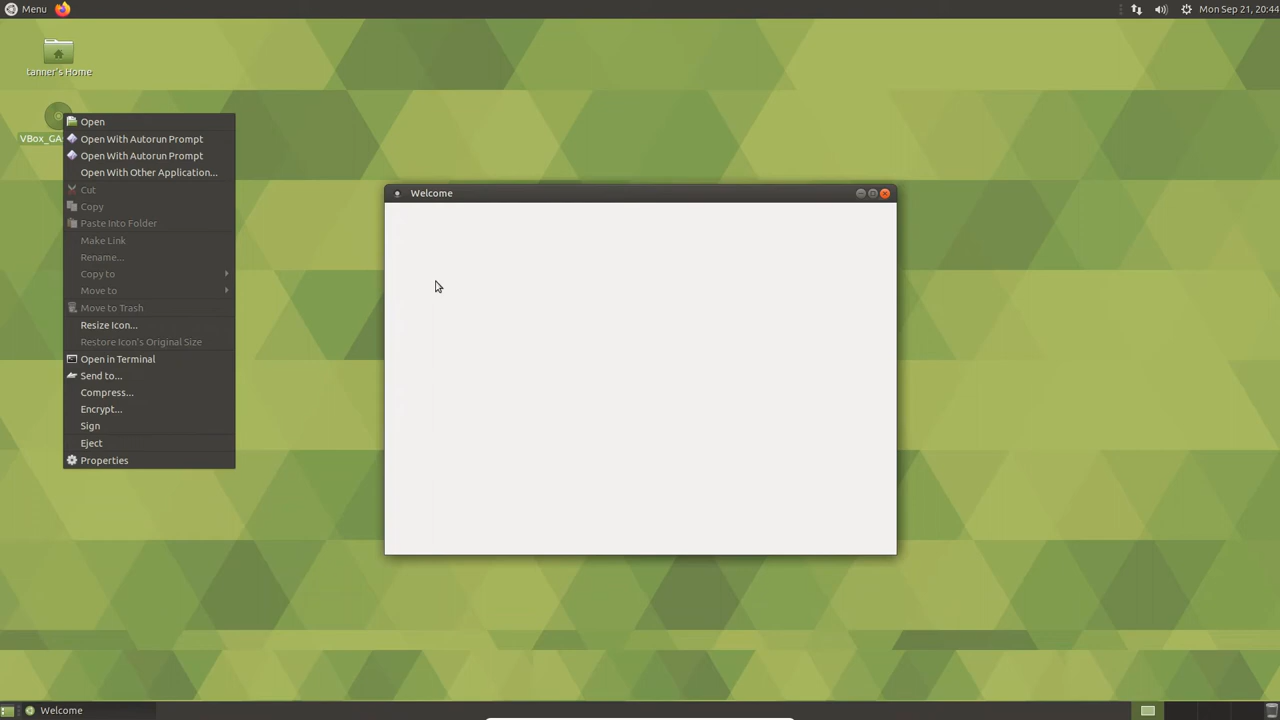 Menu
Mon Sep 21, 20:44
tanner's Home
VBox_GA
Open
Open With Autorun Prompt
Open With Autorun Prompt
Open With Other Application...
Cut
Copy
Paste Into Folder
Make Link
Rename...
Copy to
Move to
Move to Trash
Resize Icon...
Restore Icon's Original Size
Open in Terminal
Send to...
Compress...
Encrypt...
Sign
Eject
Properties
Welcome
Welcome